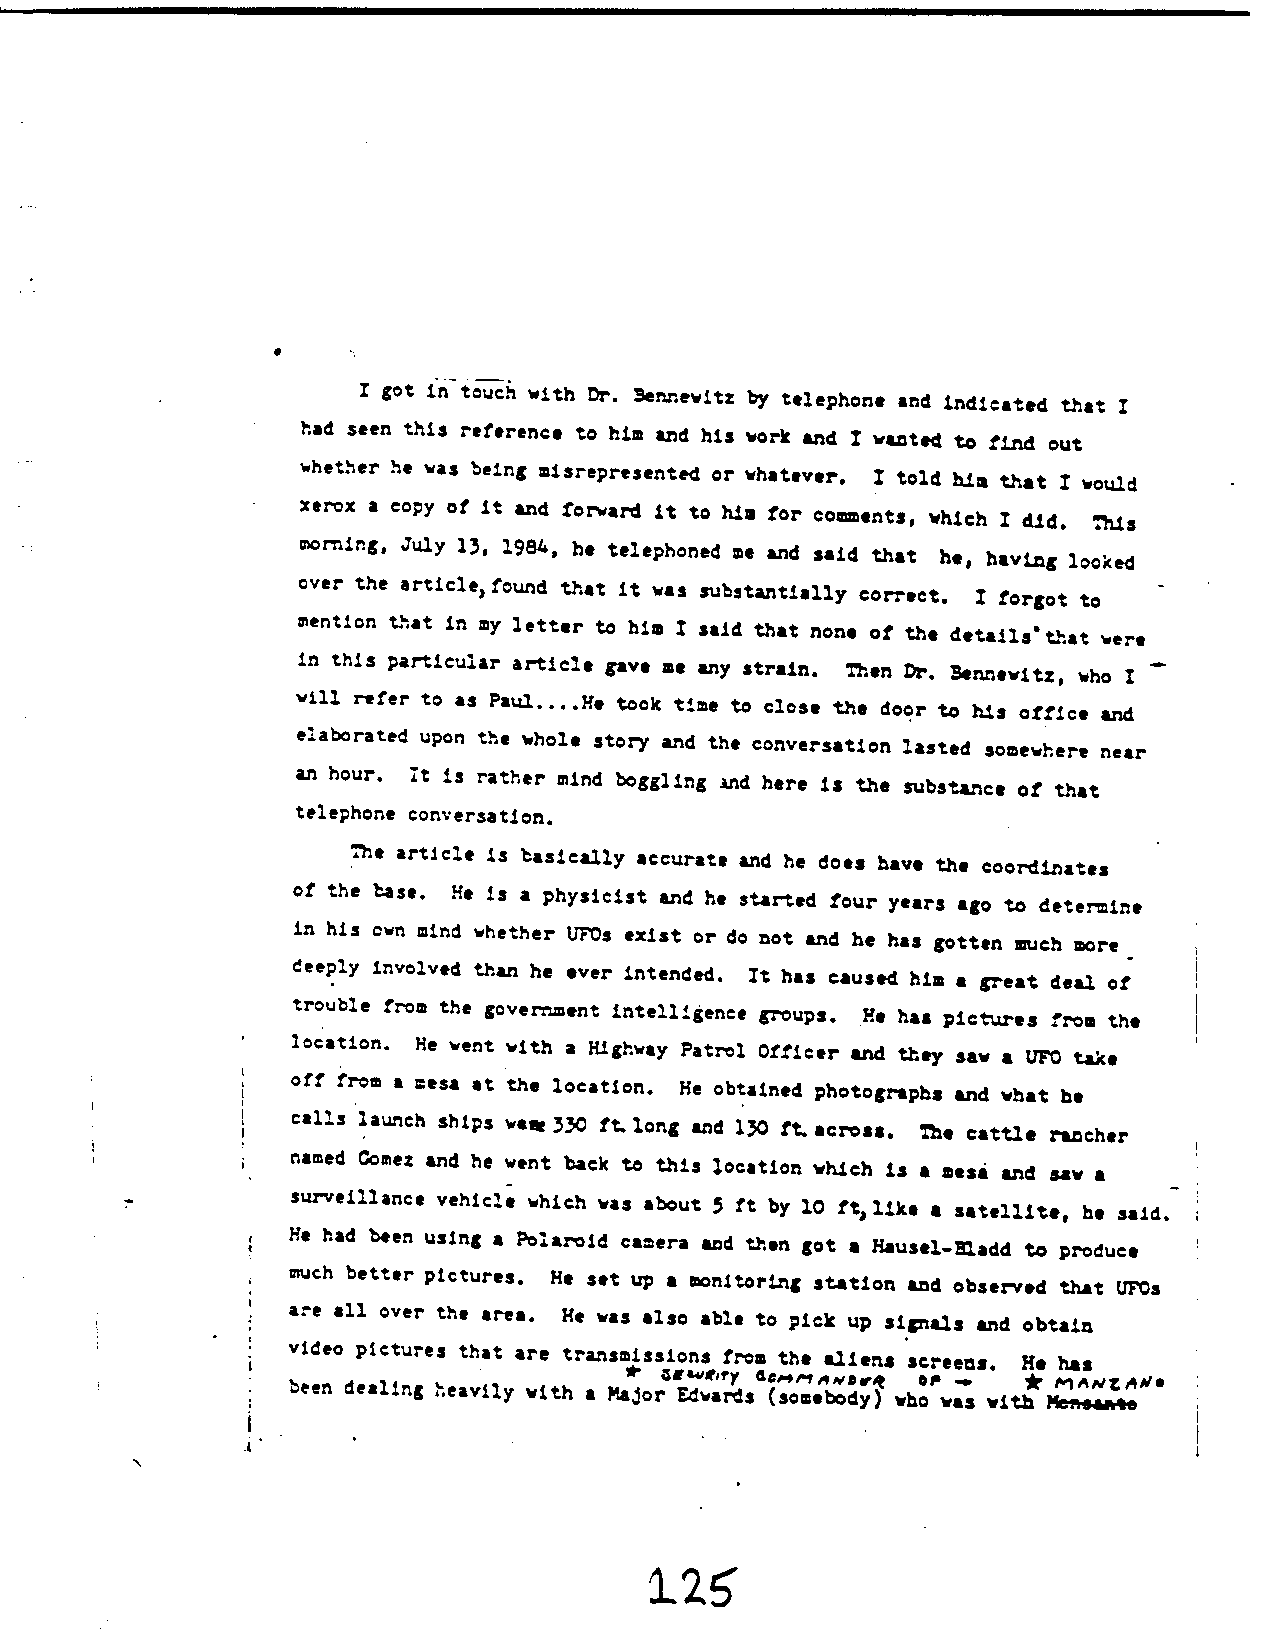 I got in touch with Dr. Bennewitz by telephone and indicated that I
had seen this reference to him and his work and I wanted to find out
whether he was being misrepresented or whatever. I told him that I would
xerox a copy of it and forward it to him for comments, which I did. This
morning, July 13, 1984, he telephoned me and said that he, having looked
over the article, found that it was substantially correct. I forgot to
mention that in my letter to him I said that none of the details that were
in this particular article gave me any strain. Then Dr. Bennewitz, who I
will refer to as Paul....He took time to close the door to his office and
elaborated upon the whole story and the conversation lasted somewhere near
an hour. It is rather mind boggling and here is the substance of that
telephone conversation.
The article is basically accurate and he does have the coordinates
of the base. He is a physicist and he started four years ago to determine
in his own mind whether UFOs exist or do not and he has gotten much more
deeply involved than he ever intended. It has caused him a great deal of
trouble from the government intelligence groups. He has pictures from the
location. He went with a Highway Patrol Officer and they saw a UFO take
off from a mesa at the location. He obtained photographs and what he
calls launch ships were 330 ft. long and 130 ft. across. The cattle rancher
named Gomez and he went back to this location which is a mesa and saw a
surveillance vehicle which was about 5 ft by 10 ft, like a satellite, he said.
He had been using a Polaroid camera and then got a Hausel-Bladd to produce
much better pictures. He set up a monitoring station and observed that UFOs
are all over the area. He was also able to pick up signals and obtain
video pictures that are transmissions from the aliens screens. He has
* SECURITY COMMANDER OF → ★ MANZANO
been dealing heavily with a Major Edwards (somebody) who was with Monsanto
125